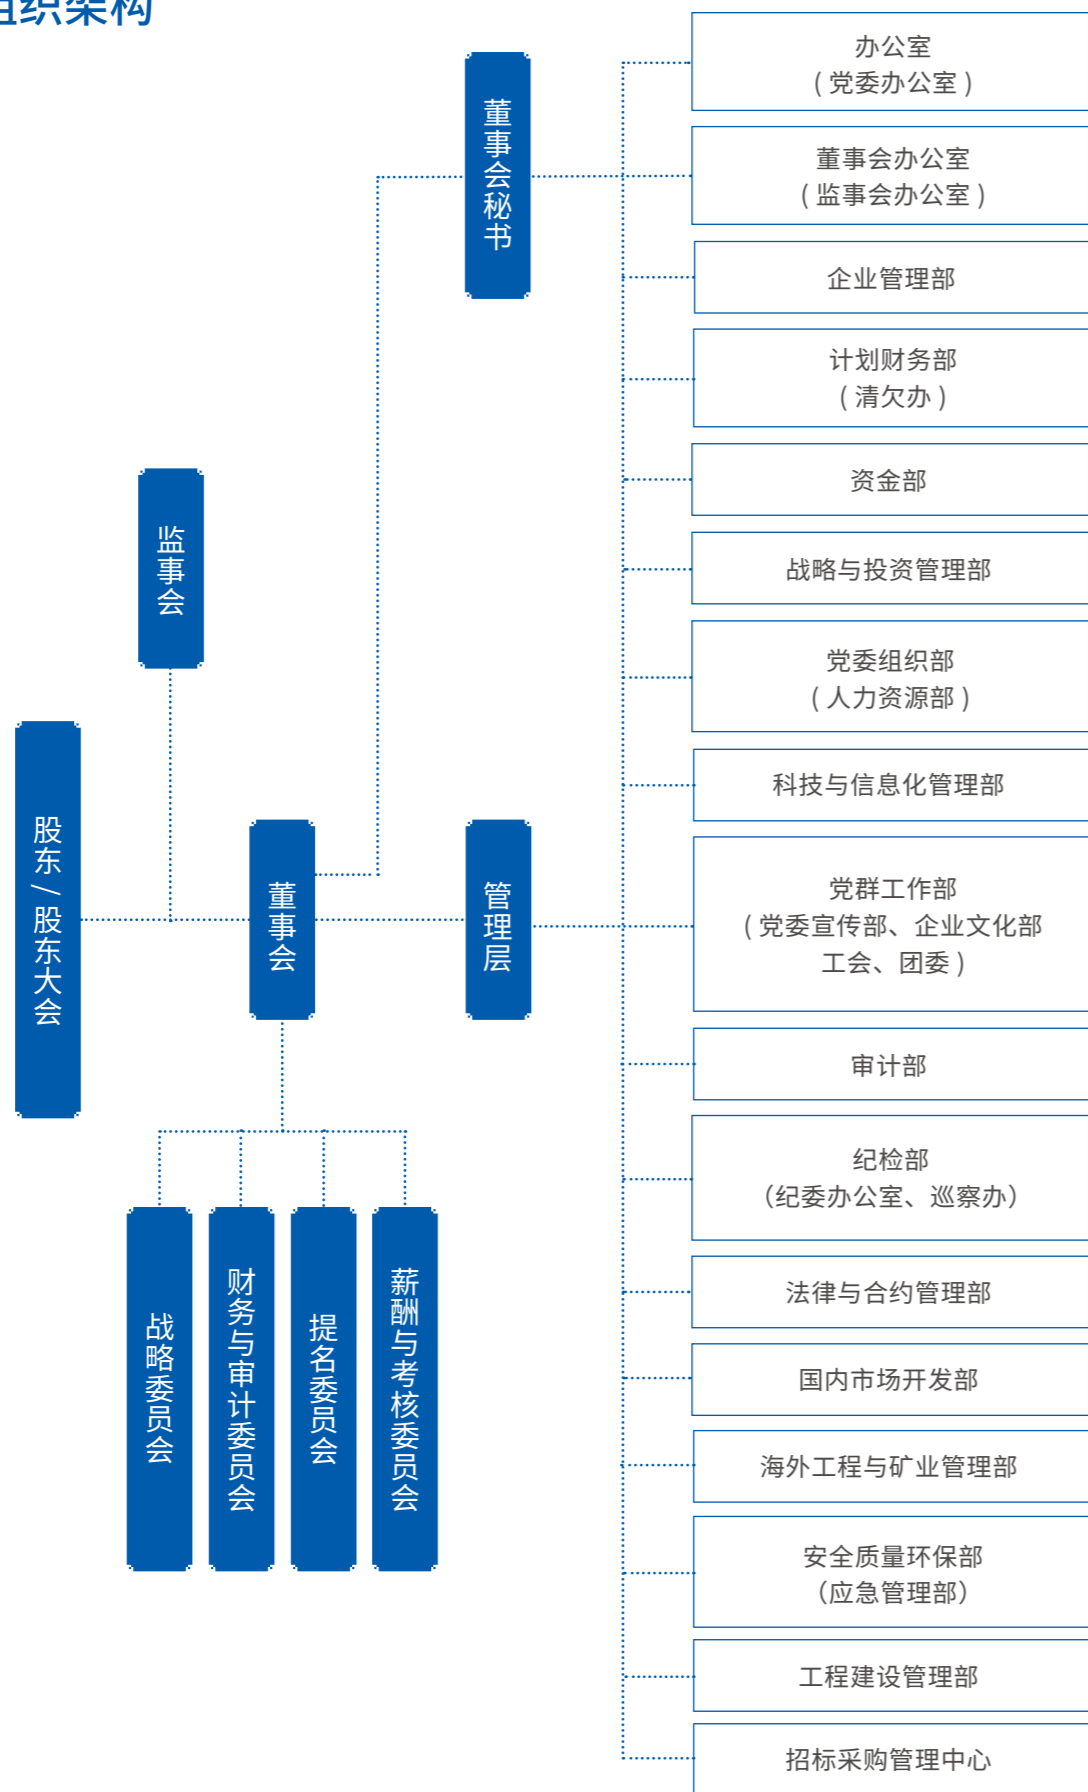 组织架构
董事会秘书
监事会
股东/股东大会
董事会
管理层
战略委员会
财务与审计委员会
提名委员会
薪酬与考核委员会
办公室
(党委办公室)
董事会办公室
(监事会办公室)
企业管理部
计划财务部
(清欠办)
资金部
战略与投资管理部
党委组织部
(人力资源部)
科技与信息化管理部
党群工作部
(党委宣传部、企业文化部
工会、团委)
审计部
纪检部
（纪委办公室、巡察办）
法律与合约管理部
国内市场开发部
海外工程与矿业管理部
安全质量环保部
（应急管理部）
工程建设管理部
招标采购管理中心